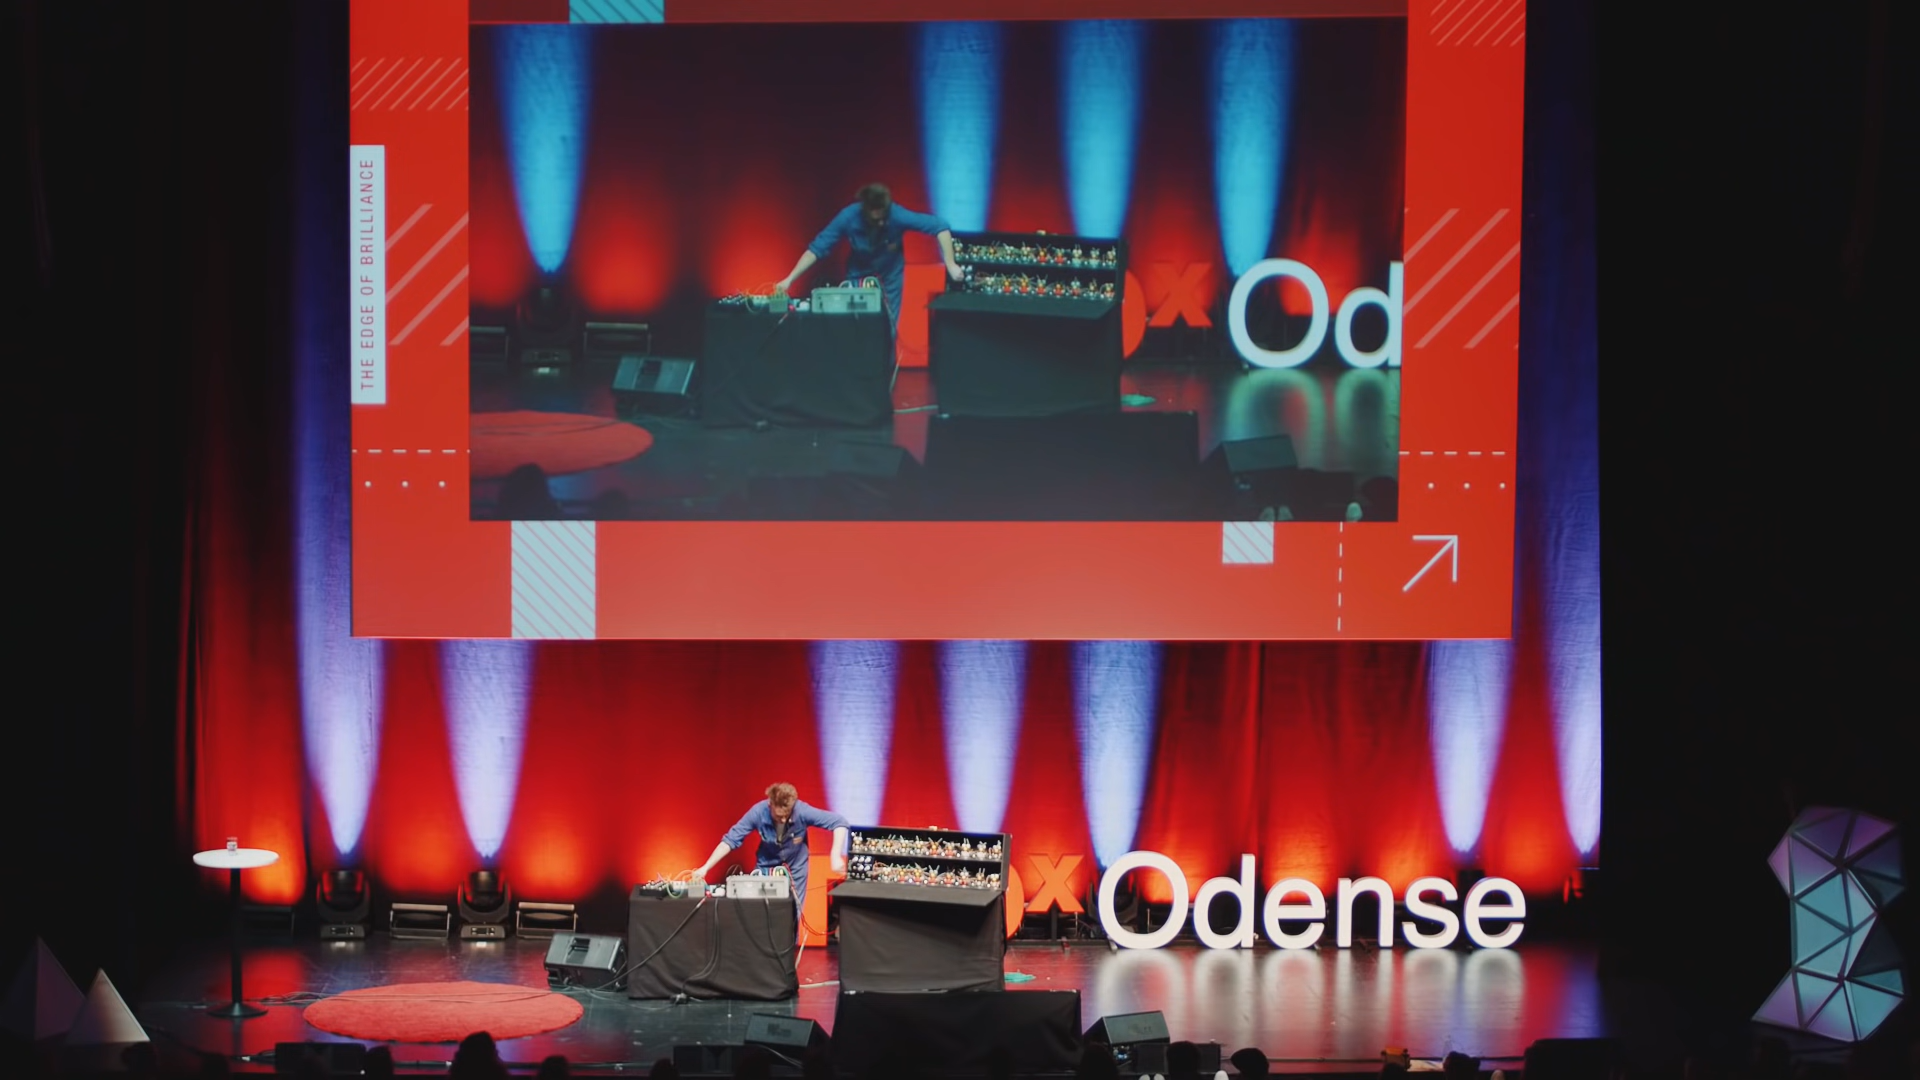 THE EDGE OF BRILLIANCE
x Od
x Odense